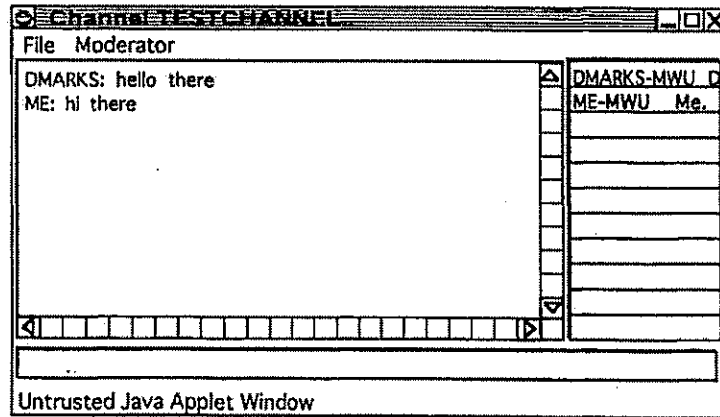 Channel TESTCHANNEL..
File Moderator
DMARKS: hello there
ME: hi there
DMARKS-MWU D
ME-MWU Me.
Untrusted Java Applet Window